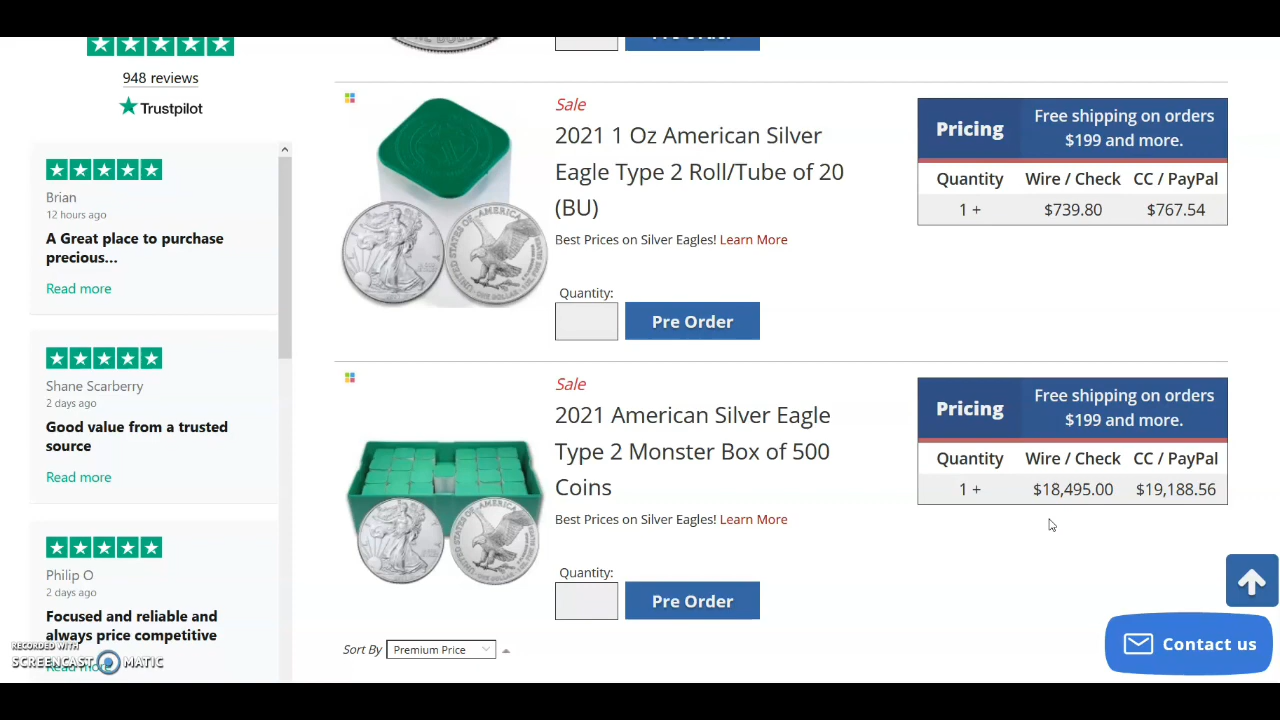 948 reviews
Trustpilot
Brian
12 hours ago
A Great place to purchase
precious...
Read more
Shane Scarberry
2 days ago
Good value from a trusted
source
Read more
Philip O
2 days ago
Focused and reliable and
always price competitive
Read more
RECORDED WITH
SCREENCAST MATIC
Sale
2021 1 Oz American Silver
Eagle Type 2 Roll/Tube of 20
(BU)
Best Prices on Silver Eagles! Learn More
Quantity:
Pre Order
Pricing
Free shipping on orders
$199 and more.
Quantity Wire / Check CC / PayPal
1 + $739.80 $767.54
Sale
2021 American Silver Eagle
Type 2 Monster Box of 500
Coins
Best Prices on Silver Eagles! Learn More
Quantity:
Pre Order
Pricing
Free shipping on orders
$199 and more.
Quantity Wire / Check CC / PayPal
1 + $18,495.00 $19,188.56
Sort By Premium Price
Contact us